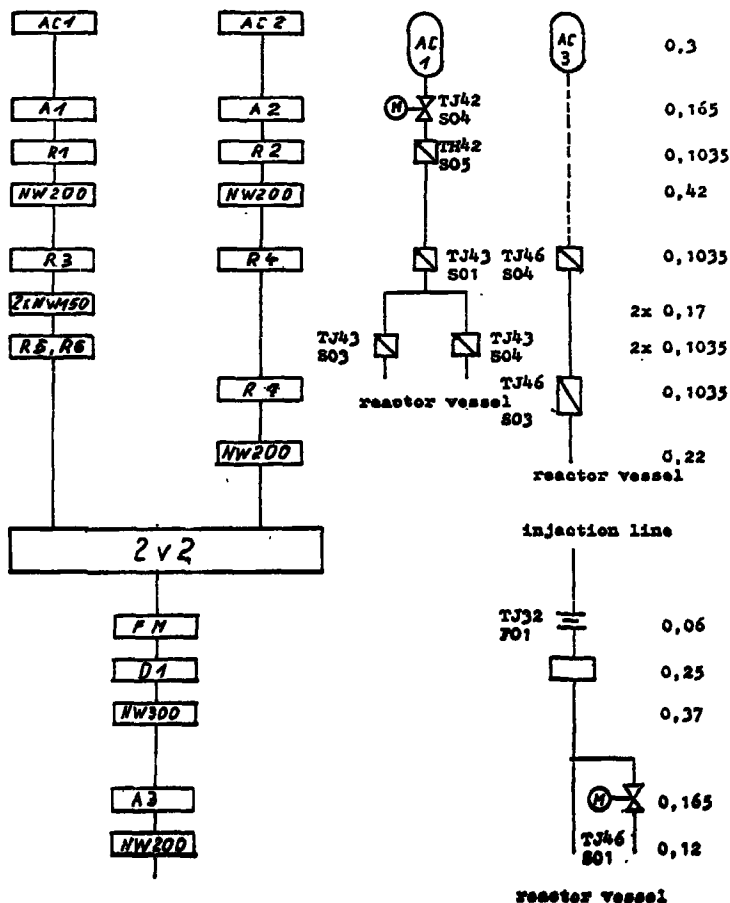 AC1
AC2
AC
1
AC
3
0,3
A1
A2
M
TJ42
S04
0,165
R1
R2
TH42
S05
0,1035
NW200
NW200
0,42
R3
R4
TJ43
S01
TJ46
S04
0,1035
2xNW150
2x 0,17
R5, R6
TJ43
S03
TJ43
S04
2x 0,1035
R4
reactor vessel
TJ46
S03
0,1035
NW200
0,22
reactor vessel
2v2
injection line
FM
TJ32
F01
0,06
D1
0,25
NW300
0,37
A3
M
0,165
NW200
TJ46
S01
0,12
reactor vessel